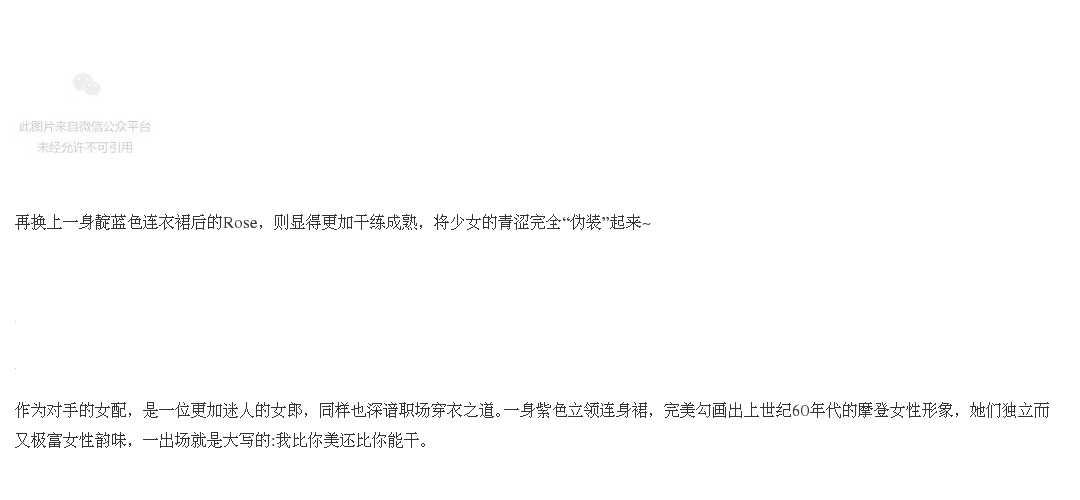 此图片来自微信公众平台
未经允许不可引用
再换上一身靛蓝色连衣裙后的Rose，则显得更加干练成熟，将少女的青涩完全“伪装”起来~
作为对手的女配，是一位更加迷人的女郎，同样也深谙职场穿衣之道。一身紫色立领连身裙，完美勾画出上世纪60年代的摩登女性形象，她们独立而
又极富女性韵味，一出场就是大写的:我比你美还比你能干。